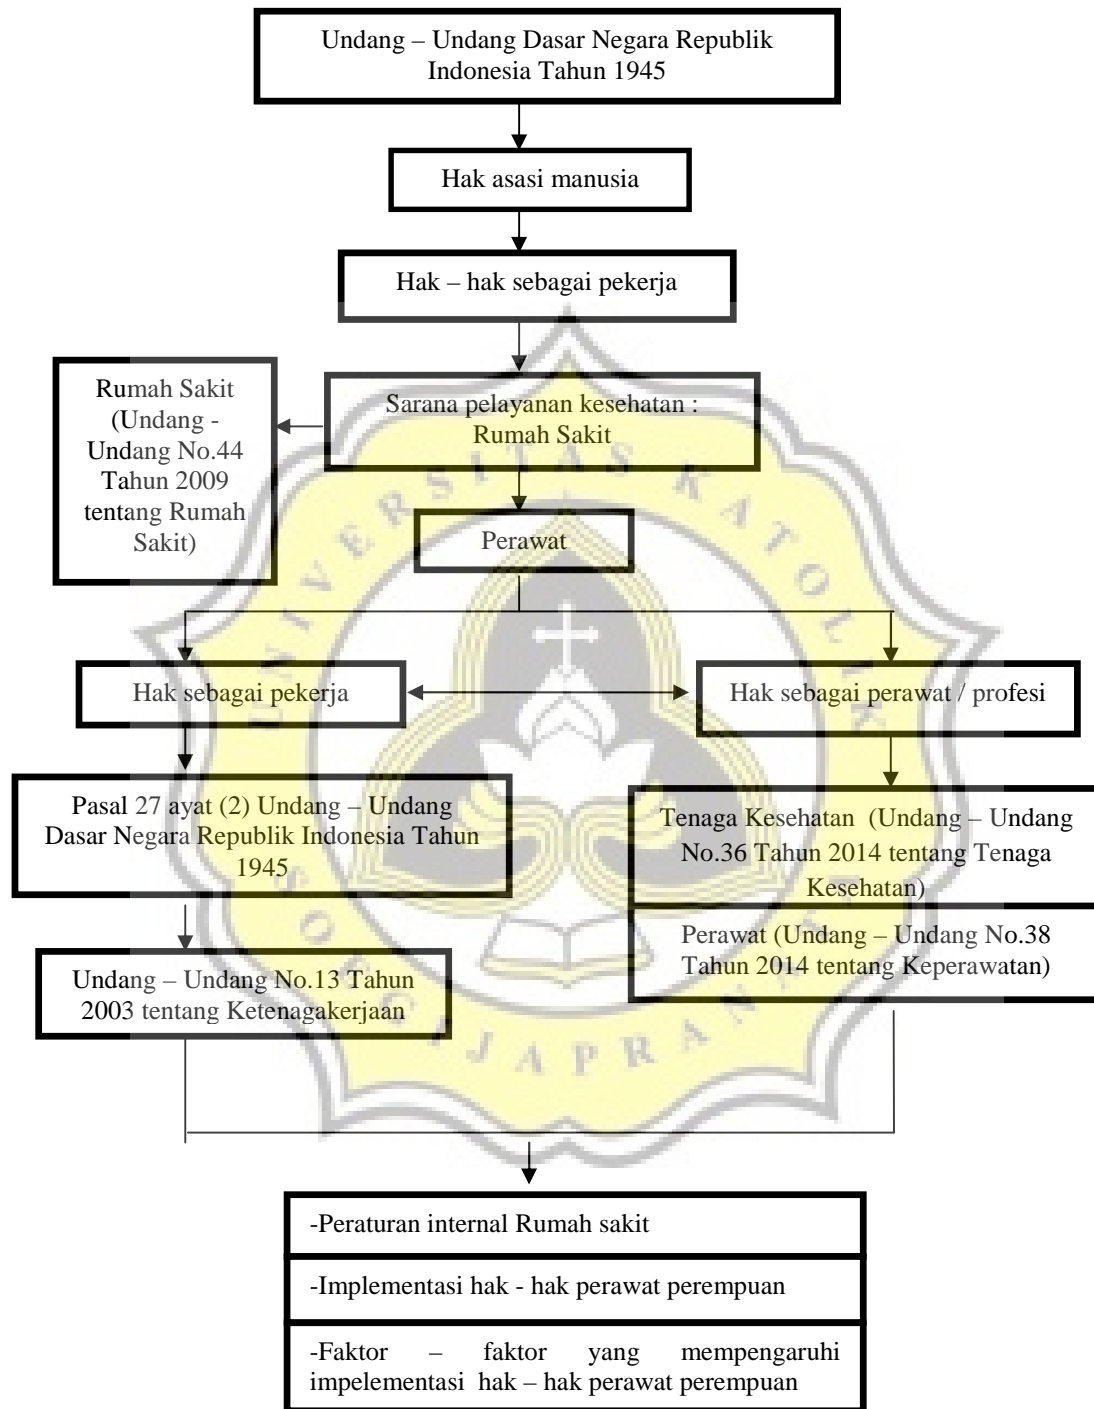 Undang – Undang Dasar Negara Republik
Indonesia Tahun 1945
Hak asasi manusia
Hak – hak sebagai pekerja
Rumah Sakit
(Undang -
Undang No.44
Tahun 2009
tentang Rumah
Sakit)
Sarana pelayanan kesehatan :
Rumah Sakit
Perawat
Hak sebagai pekerja
Hak sebagai perawat / profesi
Pasal 27 ayat (2) Undang – Undang
Dasar Negara Republik Indonesia Tahun
1945
Tenaga Kesehatan (Undang – Undang
No.36 Tahun 2014 tentang Tenaga
Kesehatan)
Perawat (Undang – Undang No.38
Tahun 2014 tentang Keperawatan)
Undang – Undang No.13 Tahun
2003 tentang Ketenagakerjaan
-Peraturan internal Rumah sakit
-Implementasi hak - hak perawat perempuan
-Faktor – faktor yang mempengaruhi
impelementasi hak – hak perawat perempuan
UNIVERSITAS KATOLIK
SOEGIJAPRANATA